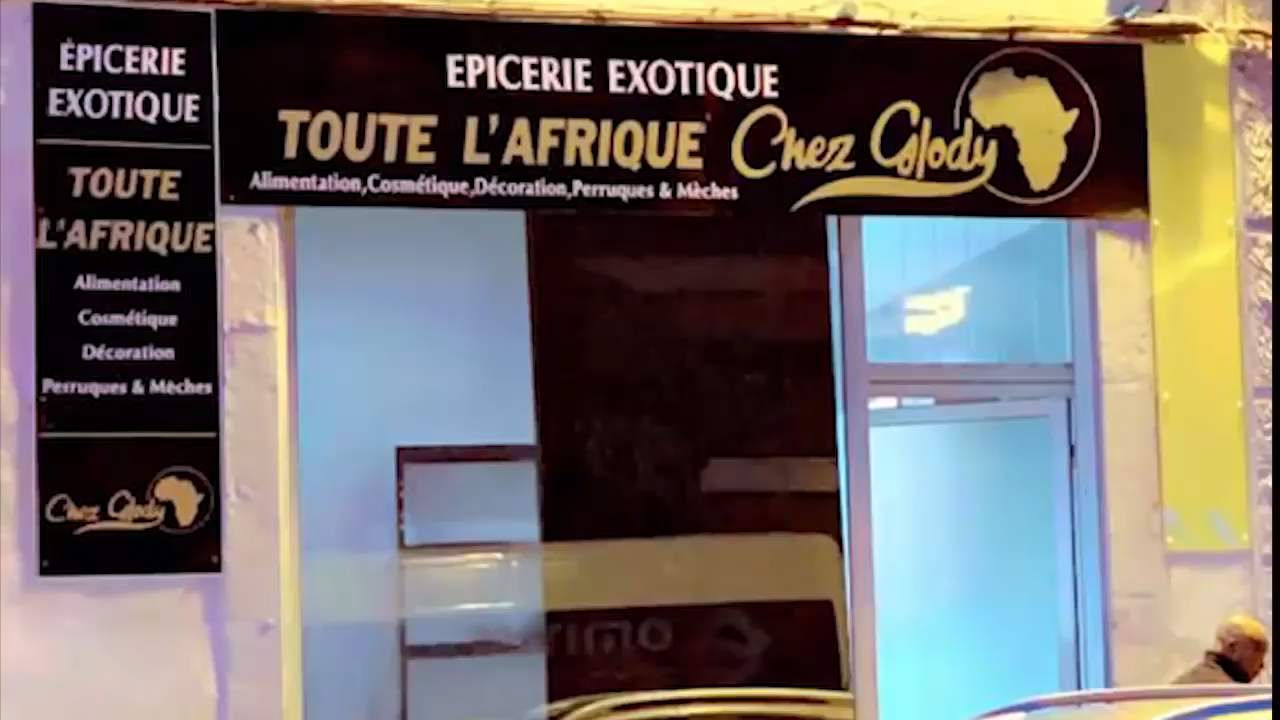 ÉPICERIE
EXOTIQUE
TOUTE
L'AFRIQUE
Alimentation
Cosmétique
Décoration
Perruques & Mèches
Chez Glody
EPICERIE EXOTIQUE
TOUTE L'AFRIQUE Chez Glody
Alimentation,Cosmétique,Décoration,Perruques & Mèches